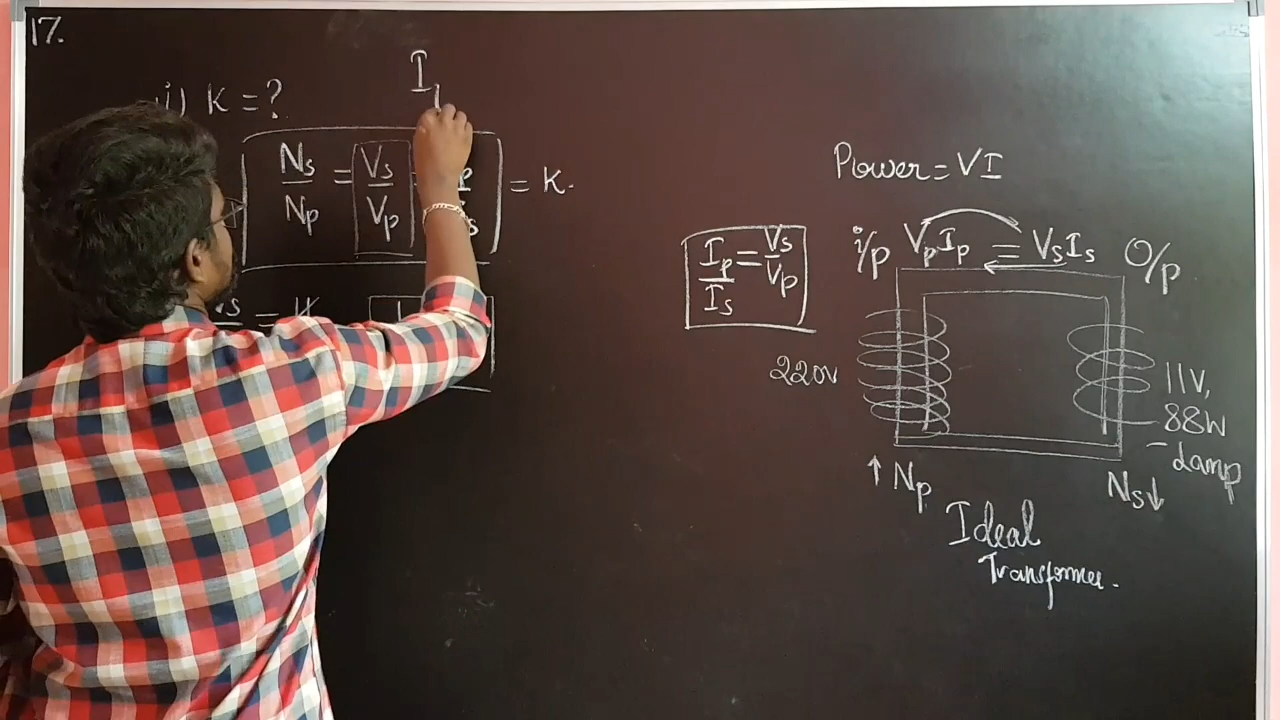 17.
i) K = ?
I
Ns/Np = Vs/Vp = = K.
= K
Power = VI
Ip/Is = Vs/Vp
i/p VpIp = VsIs O/p
220V
11V,
88W
lamp
↑ Np
Ns ↓
Ideal
Transformer.